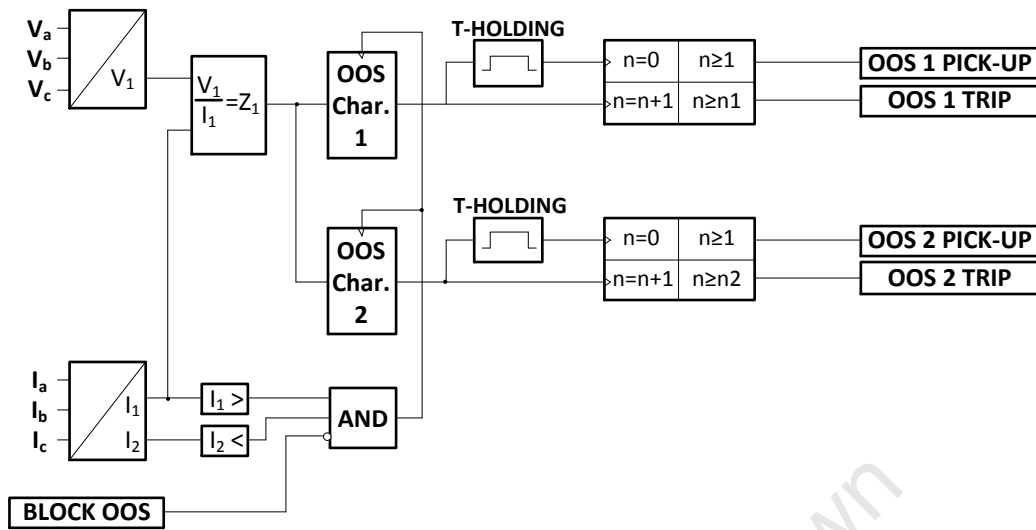 T-HOLDING
Va
Vb
Vc
V1
V1
I1
=Z1
OOS
Char.
1
n=0
n≥1
n=n+1
n≥n1
OOS 1 PICK-UP
OOS 1 TRIP
T-HOLDING
OOS
Char.
2
n=0
n≥1
n=n+1
n≥n2
OOS 2 PICK-UP
OOS 2 TRIP
Ia
Ib
Ic
I1
I2
I1 >
I2 <
AND
BLOCK OOS
wn